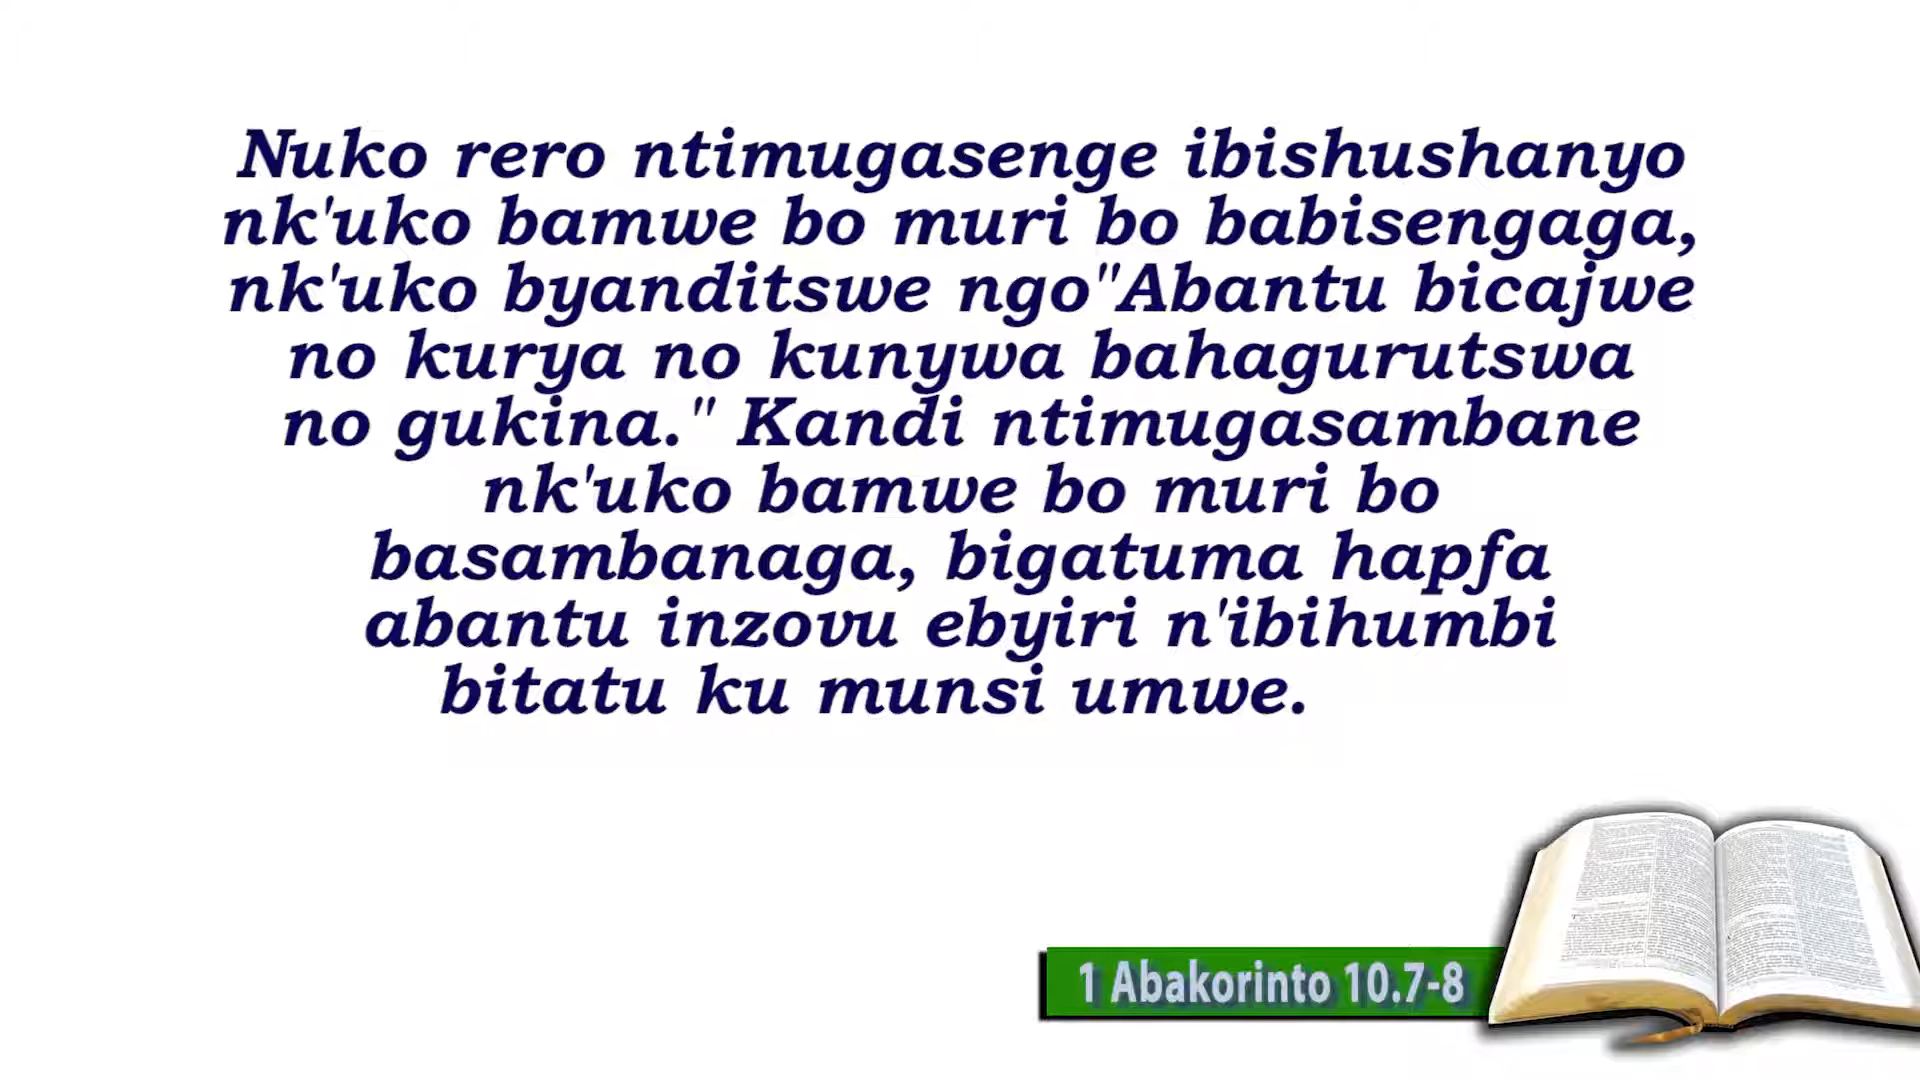 Nuko rero ntimugasenge ibishushanyo
nk'uko bamwe bo muri bo babisengaga,
nk'uko byanditswe ngo"Abantu bicajwe
no kurya no kunywa bahagurutswa
no gukina." Kandi ntimugasambane
nk'uko bamwe bo muri bo
basambanaga, bigatuma hapfa
abantu inzovu ebyiri n'ibihumbi
bitatu ku munsi umwe.
1 Abakorinto 10.7-8